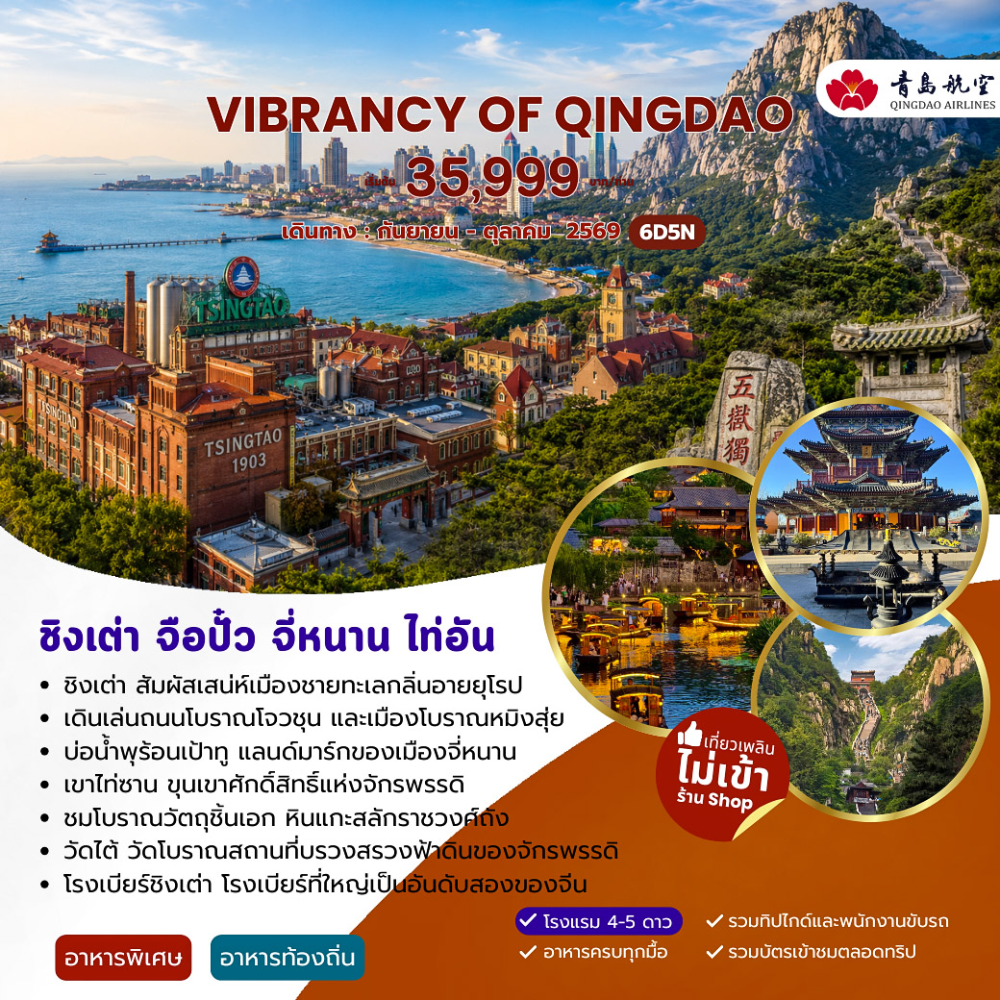 青島航空
QINGDAO AIRLINES
VIBRANCY OF QINGDAO
เริ่มต้น 35,999 บาท/ท่าน
เดินทาง : กันยายน - ตุลาคม 2569 6D5N
TSINGTAO
TSINGTAO
TSINGTAO
1903
五嶽獨
ชิงเต่า จือปั๋ว จี่หนาน ไท่อัน
• ชิงเต่า สัมผัสเสน่ห์เมืองชายทะเลกลิ่นอายยุโรป
• เดินเล่นถนนโบราณโจวชุน และเมืองโบราณหมิงสุ่ย
• บ่อน้ำพุร้อนเป้าทู แลนด์มาร์กของเมืองจี่หนาน
• เขาไท่ซาน ขุนเขาศักดิ์สิทธิ์แห่งจักรพรรดิ
• ชมโบราณวัตถุชิ้นเอก หินแกะสลักราชวงศ์ถัง
• วัดไต้ วัดโบราณสถานที่บรวงสรวงฟ้าดินของจักรพรรดิ
• โรงเบียร์ชิงเต่า โรงเบียร์ที่ใหญ่เป็นอันดับสองของจีน
เที่ยวเพลิน
ไม่เข้า
ร้าน Shop
โรงแรม 4-5 ดาว
รวมทิปไกด์และพนักงานขับรถ
อาหารครบทุกมื้อ
รวมบัตรเข้าชมตลอดทริป
อาหารพิเศษ
อาหารท้องถิ่น